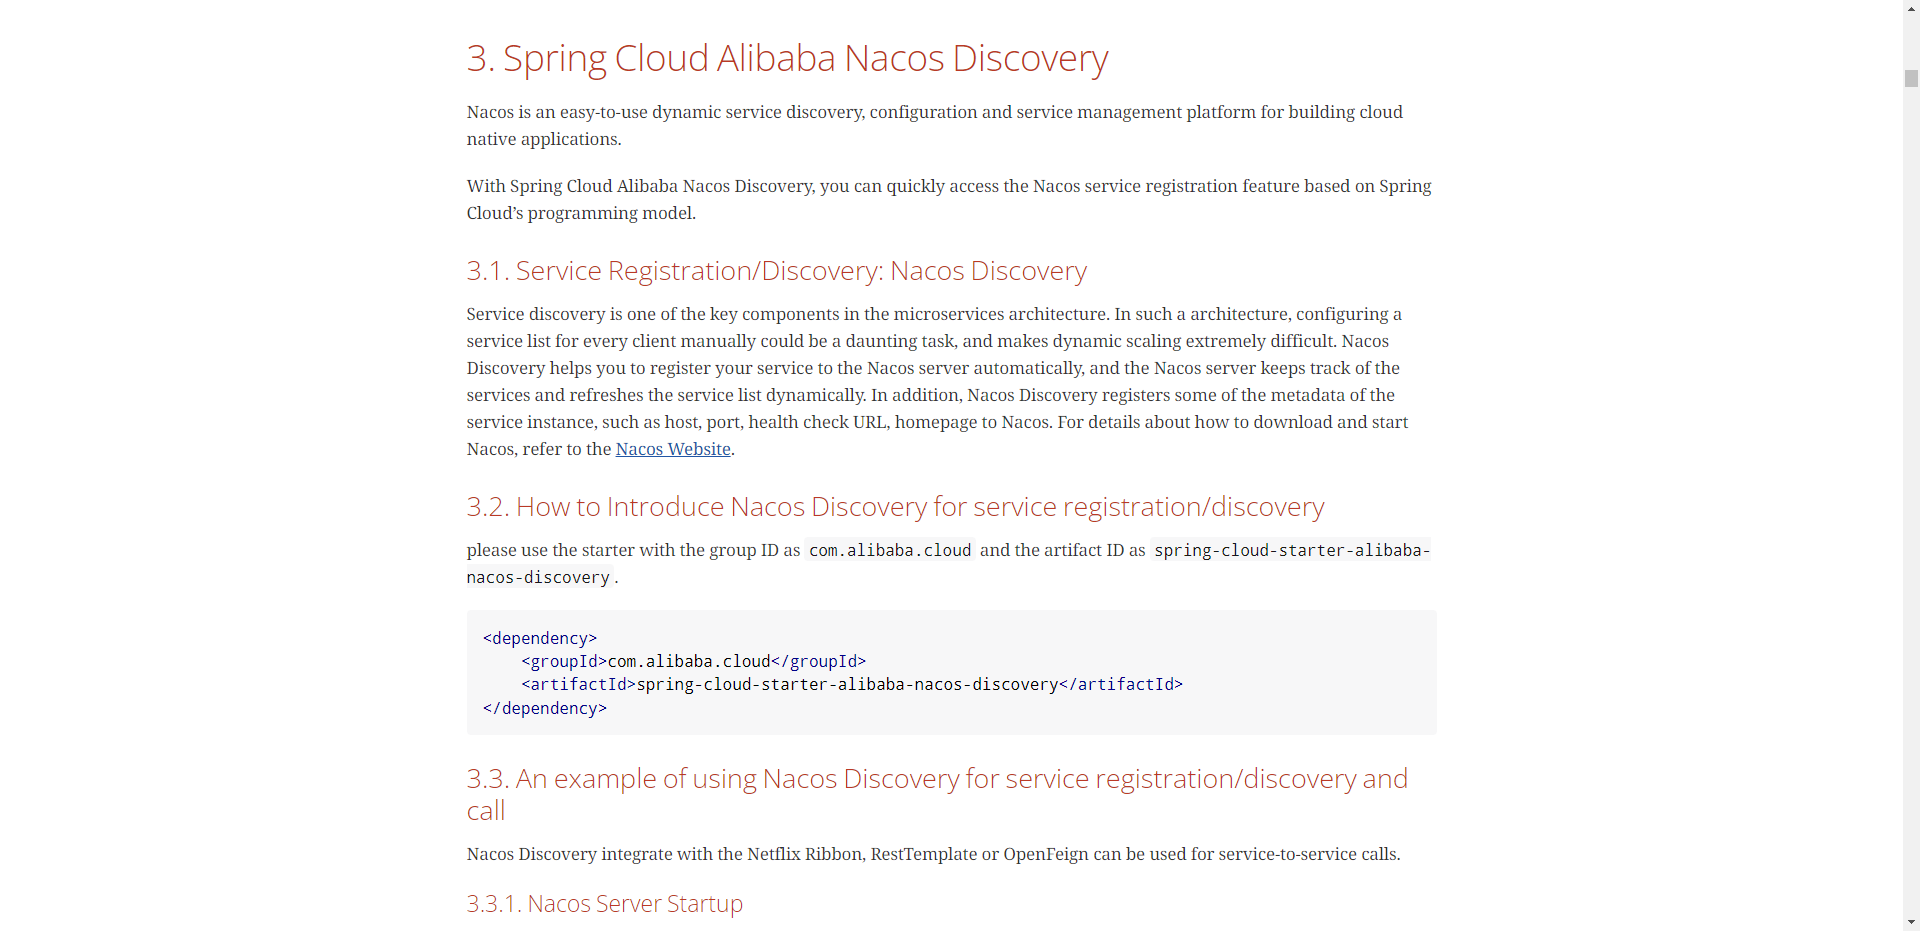 3. Spring Cloud Alibaba Nacos Discovery
Nacos is an easy-to-use dynamic service discovery, configuration and service management platform for building cloud
native applications.
With Spring Cloud Alibaba Nacos Discovery, you can quickly access the Nacos service registration feature based on Spring
Cloud’s programming model.
3.1. Service Registration/Discovery: Nacos Discovery
Service discovery is one of the key components in the microservices architecture. In such a architecture, configuring a
service list for every client manually could be a daunting task, and makes dynamic scaling extremely difficult. Nacos
Discovery helps you to register your service to the Nacos server automatically, and the Nacos server keeps track of the
services and refreshes the service list dynamically. In addition, Nacos Discovery registers some of the metadata of the
service instance, such as host, port, health check URL, homepage to Nacos. For details about how to download and start
Nacos, refer to the Nacos Website.
3.2. How to Introduce Nacos Discovery for service registration/discovery
please use the starter with the group ID as com.alibaba.cloud and the artifact ID as spring-cloud-starter-alibaba-
nacos-discovery .
<dependency>
    <groupId>com.alibaba.cloud</groupId>
    <artifactId>spring-cloud-starter-alibaba-nacos-discovery</artifactId>
</dependency>
3.3. An example of using Nacos Discovery for service registration/discovery and
call
Nacos Discovery integrate with the Netflix Ribbon, RestTemplate or OpenFeign can be used for service-to-service calls.
3.3.1. Nacos Server Startup